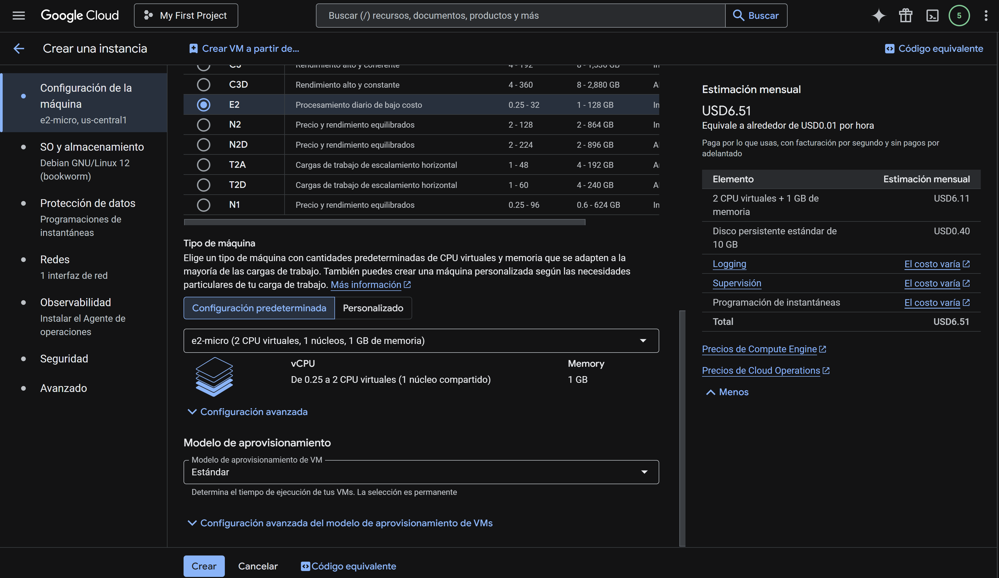 Google Cloud
My First Project
Buscar (/) recursos, documentos, productos y más
Buscar
5
Crear una instancia
Crear VM a partir de...
Código equivalente
Configuración de la
máquina
e2-micro, us-central1
SO y almacenamiento
Debian GNU/Linux 12
(bookworm)
Protección de datos
Programaciones de
instantáneas
Redes
1 interfaz de red
Observabilidad
Instalar el Agente de
operaciones
Seguridad
Avanzado
C3 Rendimiento alto y coherente 4 - 192 8 - 1,536 GB In
C3D Rendimiento alto y constante 4 - 360 8 - 2,880 GB
E2 Procesamiento diario de bajo costo 0.25 - 32 1 - 128 GB In
N2 Precio y rendimiento equilibrados 2 - 128 2 - 864 GB In
N2D Precio y rendimiento equilibrados 2 - 224 2 - 896 GB
T2A Cargas de trabajo de escalamiento horizontal 1 - 48 4 - 192 GB
T2D Cargas de trabajo de escalamiento horizontal 1 - 60 4 - 240 GB
N1 Precio y rendimiento equilibrados 0.25 - 96 0.6 - 624 GB In
Tipo de máquina
Elige un tipo de máquina con cantidades predeterminadas de CPU virtuales y memoria que se adapten a la
mayoría de las cargas de trabajo. También puedes crear una máquina personalizada según las necesidades
particulares de tu carga de trabajo. Más información
Configuración predeterminada Personalizado
e2-micro (2 CPU virtuales, 1 núcleos, 1 GB de memoria)
vCPU Memory
De 0.25 a 2 CPU virtuales (1 núcleo compartido) 1 GB
Configuración avanzada
Modelo de aprovisionamiento
Modelo de aprovisionamiento de VM
Estándar
Determina el tiempo de ejecución de tus VMs. La selección es permanente
Configuración avanzada del modelo de aprovisionamiento de VMs
Crear Cancelar Código equivalente
Estimación mensual
USD6.51
Equivale a alrededor de USD0.01 por hora
Paga por lo que usas, con facturación por segundo y sin pagos por
adelantado
Elemento Estimación mensual
2 CPU virtuales + 1 GB de USD6.11
memoria
Disco persistente estándar de USD0.40
10 GB
Logging El costo varía
Supervisión El costo varía
Programación de instantáneas El costo varía
Total USD6.51
Precios de Compute Engine
Precios de Cloud Operations
Menos